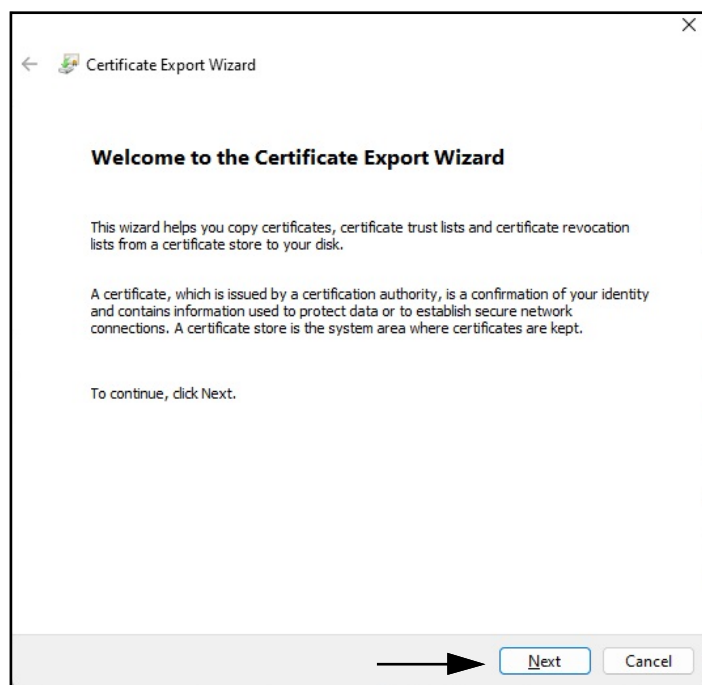 Certificate Export Wizard
Welcome to the Certificate Export Wizard
This wizard helps you copy certificates, certificate trust lists and certificate revocation
lists from a certificate store to your disk.
A certificate, which is issued by a certification authority, is a confirmation of your identity
and contains information used to protect data or to establish secure network
connections. A certificate store is the system area where certificates are kept.
To continue, click Next.
Next Cancel